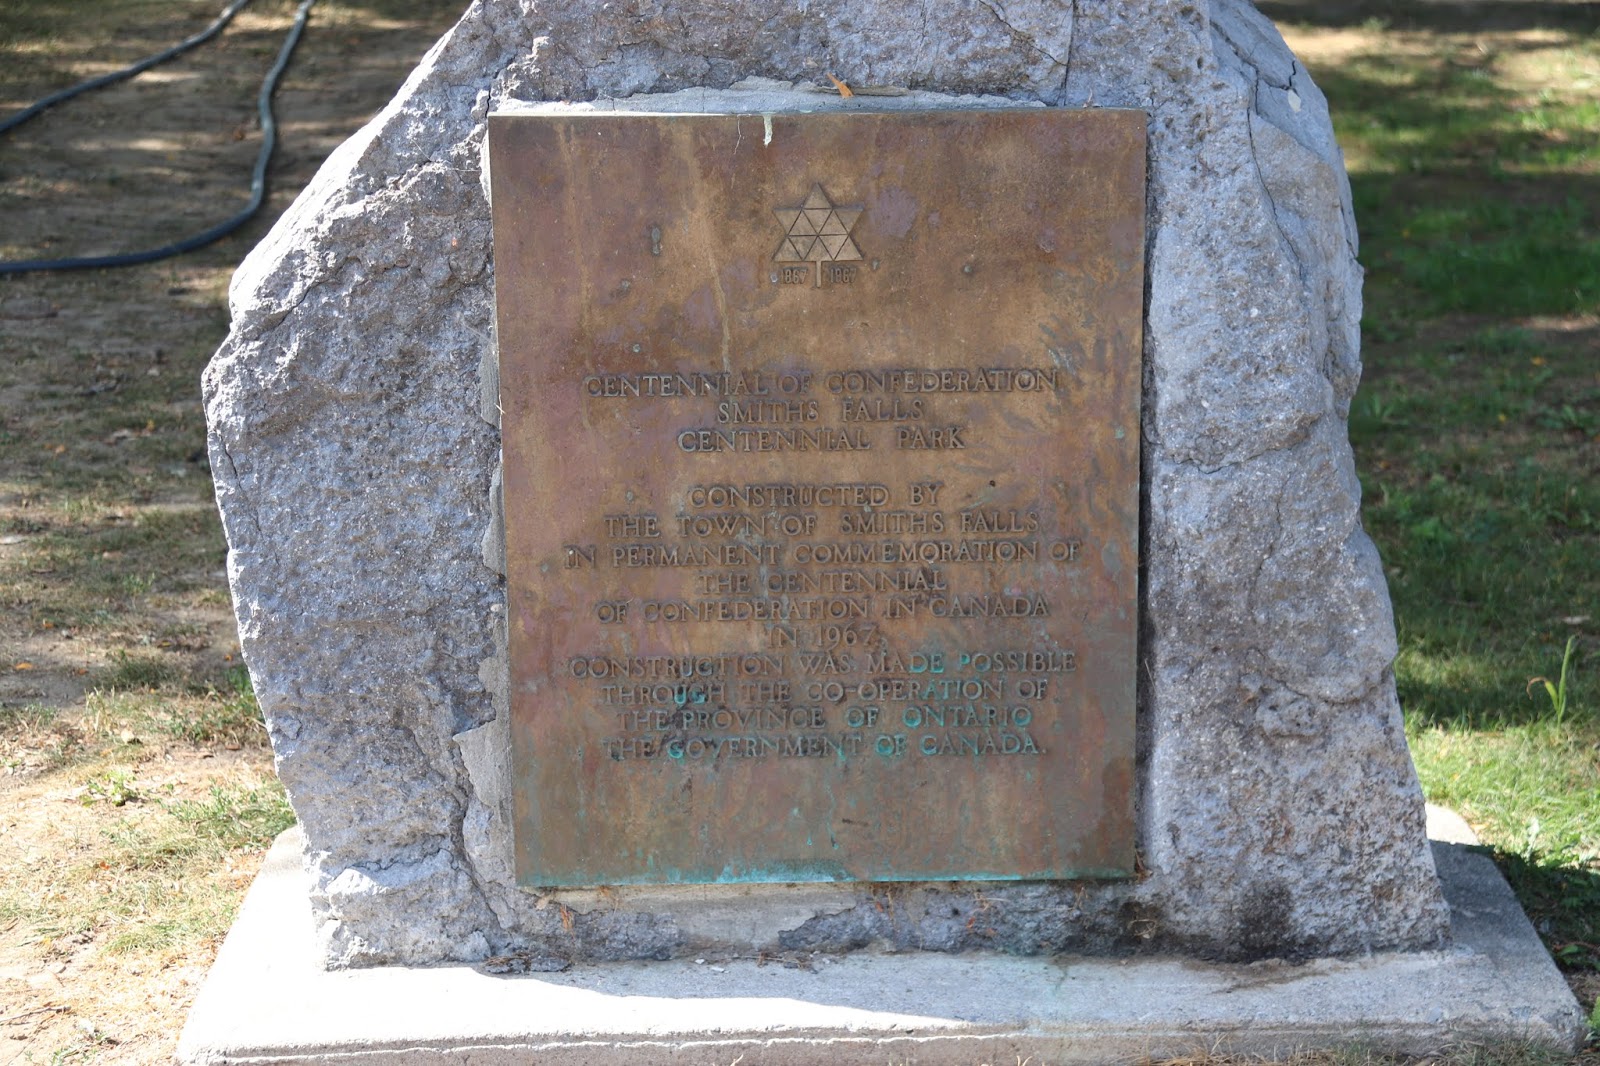 1867 1967
CENTENNIAL OF CONFEDERATION
SMITHS FALLS
CENTENNIAL PARK
CONSTRUCTED BY
THE TOWN OF SMITHS FALLS
IN PERMANENT COMMEMORATION OF
THE CENTENNIAL
OF CONFEDERATION IN CANADA
IN 1967.
CONSTRUCTION WAS MADE POSSIBLE
THROUGH THE CO-OPERATION OF
THE PROVINCE OF ONTARIO
THE GOVERNMENT OF CANADA.